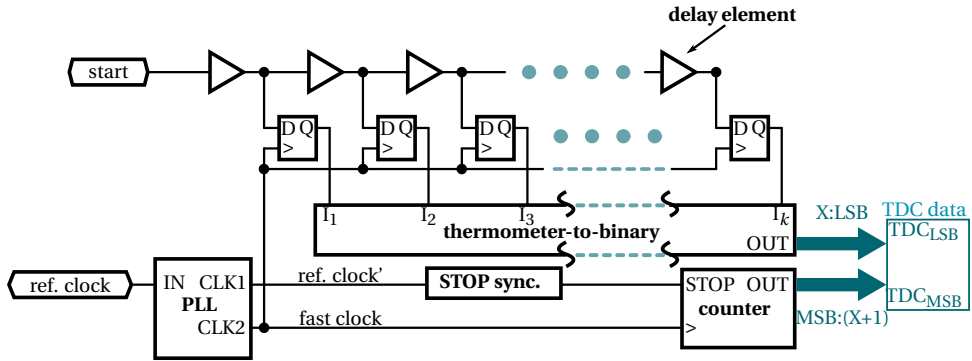 delay element
start
D Q
>
D Q
>
D Q
>
D Q
>
I1 I2 I3 Ik
thermometer-to-binary
OUT
X:LSB
TDC data
TDCLSB
TDCMSB
MSB:(X+1)
ref. clock
IN CLK1
PLL
CLK2
ref. clock'
STOP sync.
fast clock
STOP OUT
counter
>